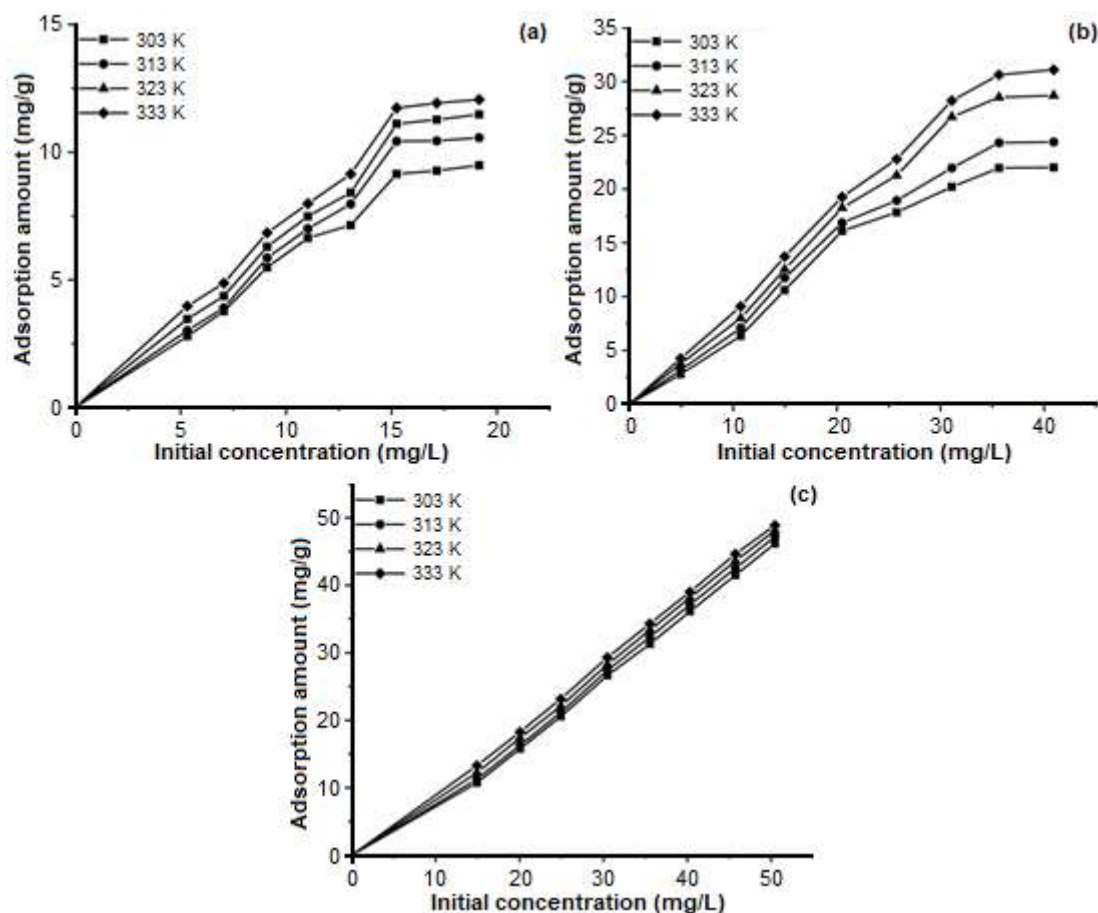 (a)
303 K
313 K
323 K
333 K
15
10
5
0
Adsorption amount (mg/g)
0 5 10 15 20
Initial concentration (mg/L)
(b)
303 K
313 K
323 K
333 K
35
30
25
20
15
10
5
0
Adsorption amount (mg/g)
0 10 20 30 40
Initial concentration (mg/L)
(c)
303 K
313 K
323 K
333 K
50
40
30
20
10
0
Adsorption amount (mg/g)
0 10 20 30 40 50
Initial concentration (mg/L)